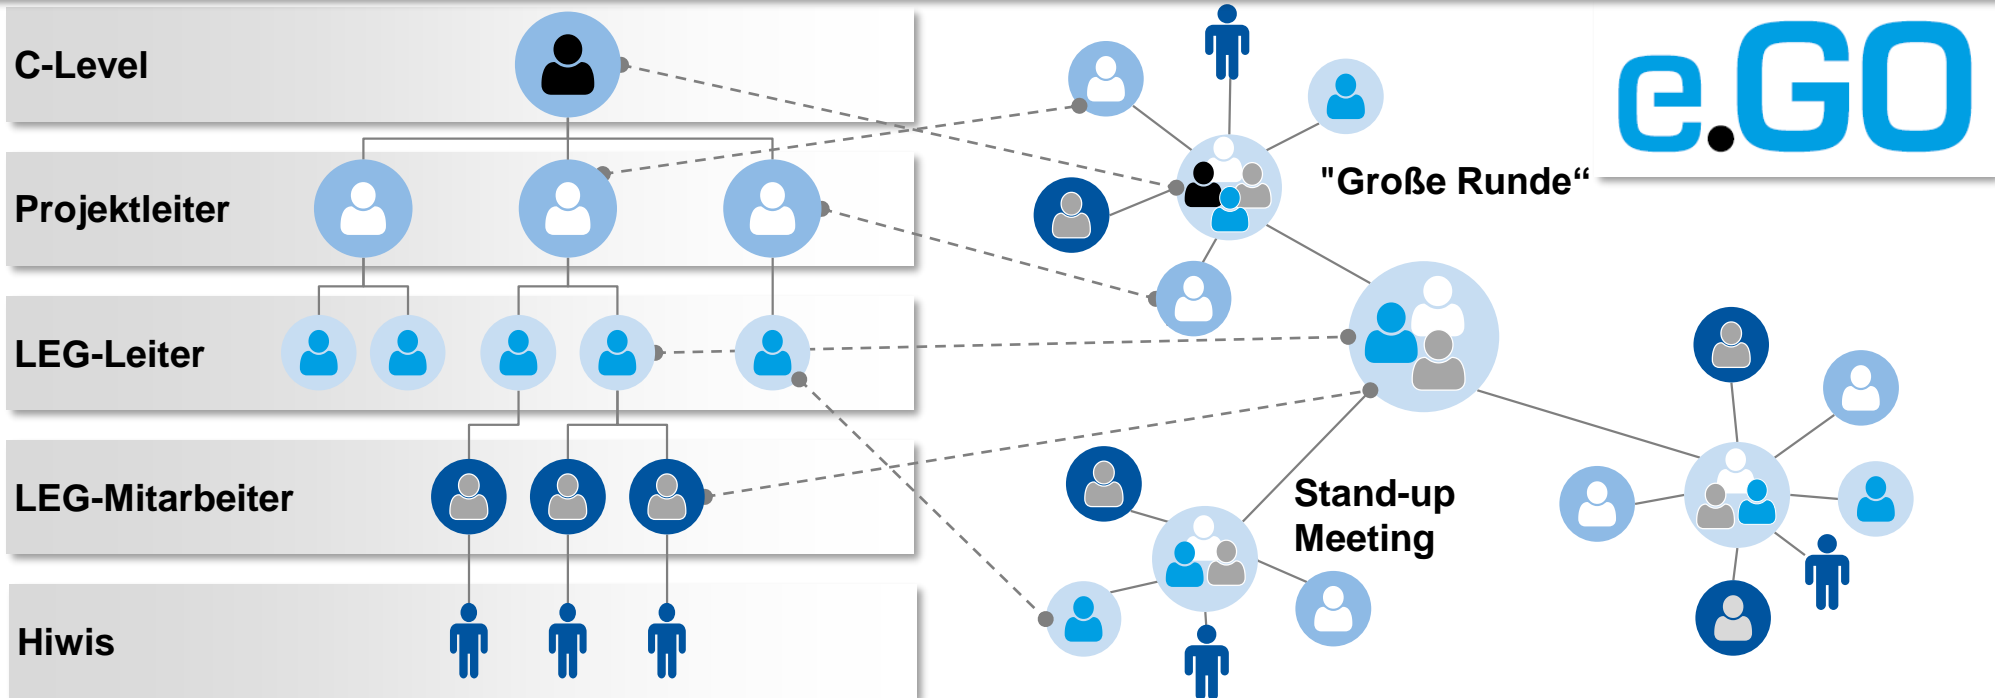 C-Level
e.GO
"Große Runde“
Projektleiter
LEG-Leiter
LEG-Mitarbeiter
Stand-up
Meeting
Hiwis